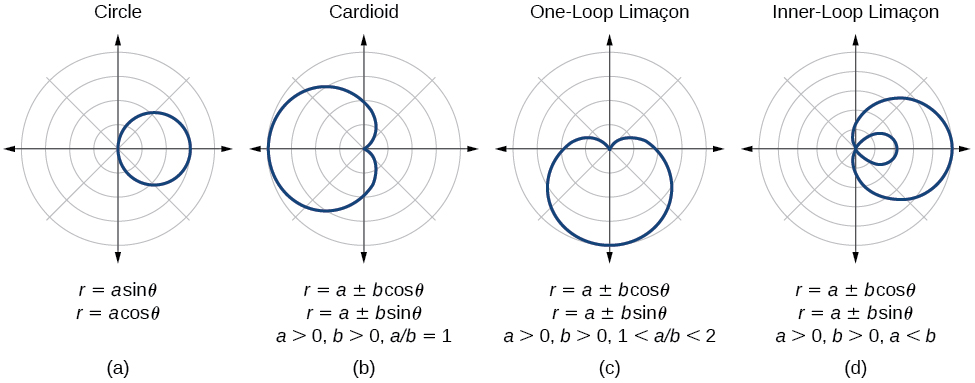 Circle
Cardioid
One-Loop Limaçon
Inner-Loop Limaçon
r = asinθ
r = acosθ
(a)
r = a ± bcosθ
r = a ± bsinθ
a > 0, b > 0, a/b = 1
(b)
r = a ± bcosθ
r = a ± bsinθ
a > 0, b > 0, 1 < a/b < 2
(c)
r = a ± bcosθ
r = a ± bsinθ
a > 0, b > 0, a < b
(d)